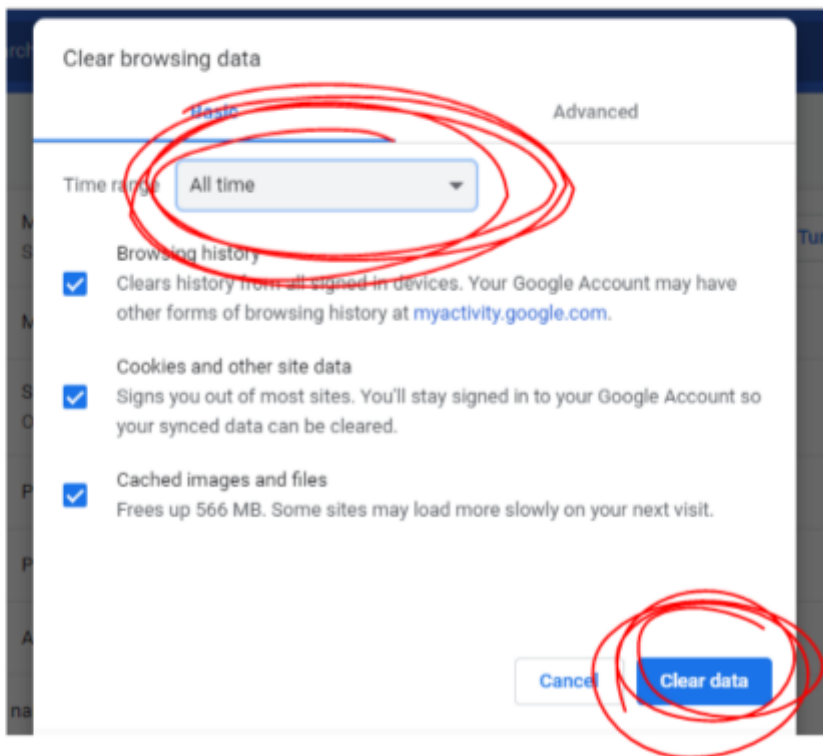 Clear browsing data
Basic
Advanced
Time range
All time
Browsing history
Clears history from all signed-in devices. Your Google Account may have
other forms of browsing history at myactivity.google.com.
Cookies and other site data
Signs you out of most sites. You'll stay signed in to your Google Account so
your synced data can be cleared.
Cached images and files
Frees up 566 MB. Some sites may load more slowly on your next visit.
Cancel
Clear data